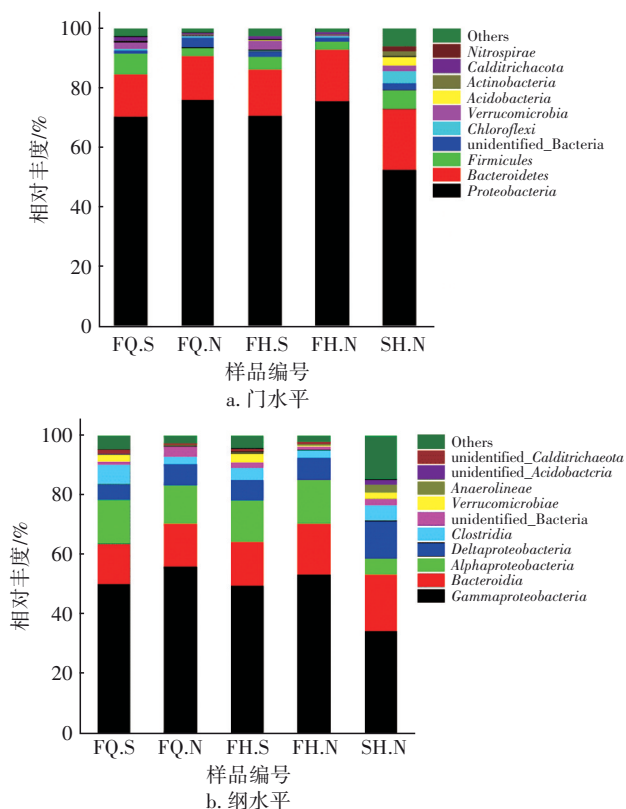 100
80
60
40
20
0
相对丰度/%
FQ.S FQ.N FH.S FH.N SH.N
样品编号
a. 门水平
Others
Nitrospirae
Calditrichacota
Actinobacteria
Acidobacteria
Verrucomicrobia
Chloroflexi
unidentified_Bacteria
Firmicules
Bacteroidetes
Proteobacteria
100
80
60
40
20
0
相对丰度/%
FQ.S FQ.N FH.S FH.N SH.N
样品编号
b. 纲水平
Others
unidentified_Calditrichaeota
unidentified_Acidobactcria
Anaerolineae
Verrucomicrobiae
unidentified_Bacteria
Clostridia
Deltaproteobacteria
Alphaproteobacteria
Bacteroidia
Gammaproteobacteria